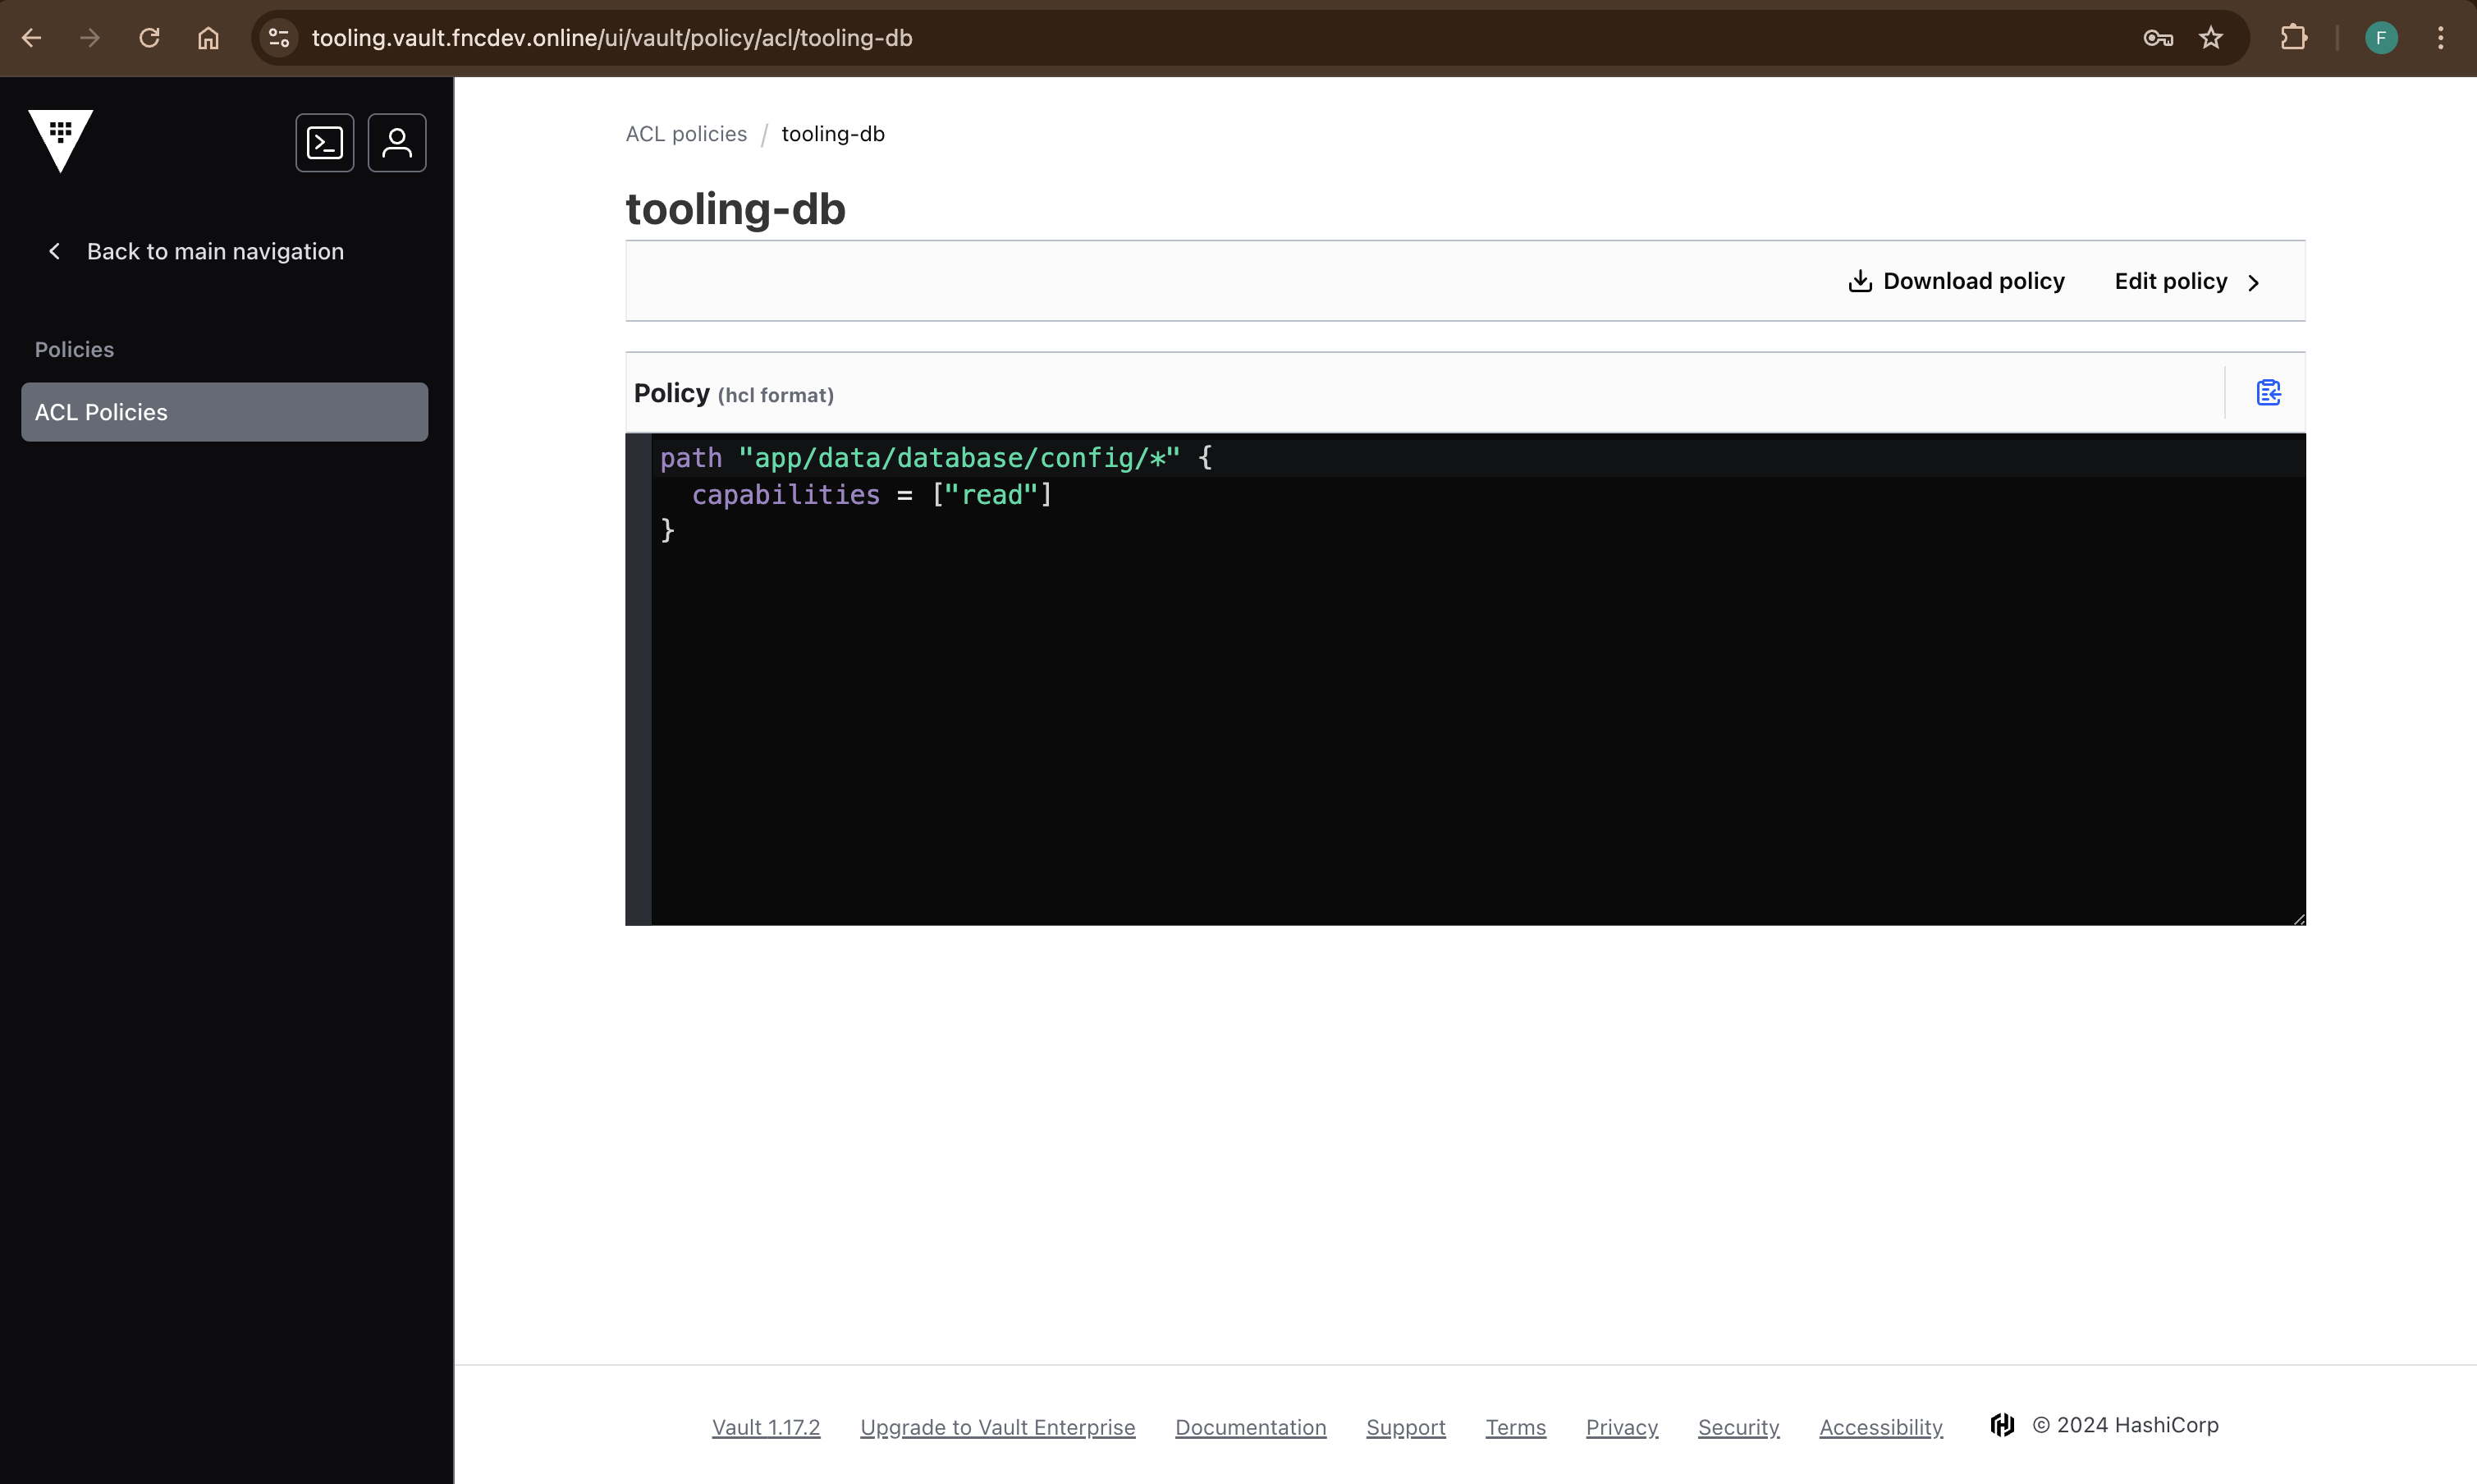 tooling.vault.fncdev.online/ui/vault/policy/acl/tooling-db
F
Back to main navigation
Policies
ACL Policies
ACL policies / tooling-db
tooling-db
Download policy Edit policy
Policy (hcl format)
path "app/data/database/config/*" {
  capabilities = ["read"]
}
Vault 1.17.2 Upgrade to Vault Enterprise Documentation Support Terms Privacy Security Accessibility © 2024 HashiCorp